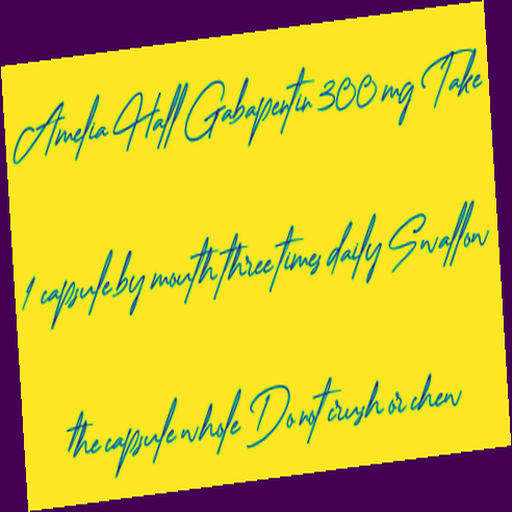 Amelia Hall Gabapentin 300 mg Take
1 capsule by mouth three times daily Swallow
the capsule whole Do not crush or chew